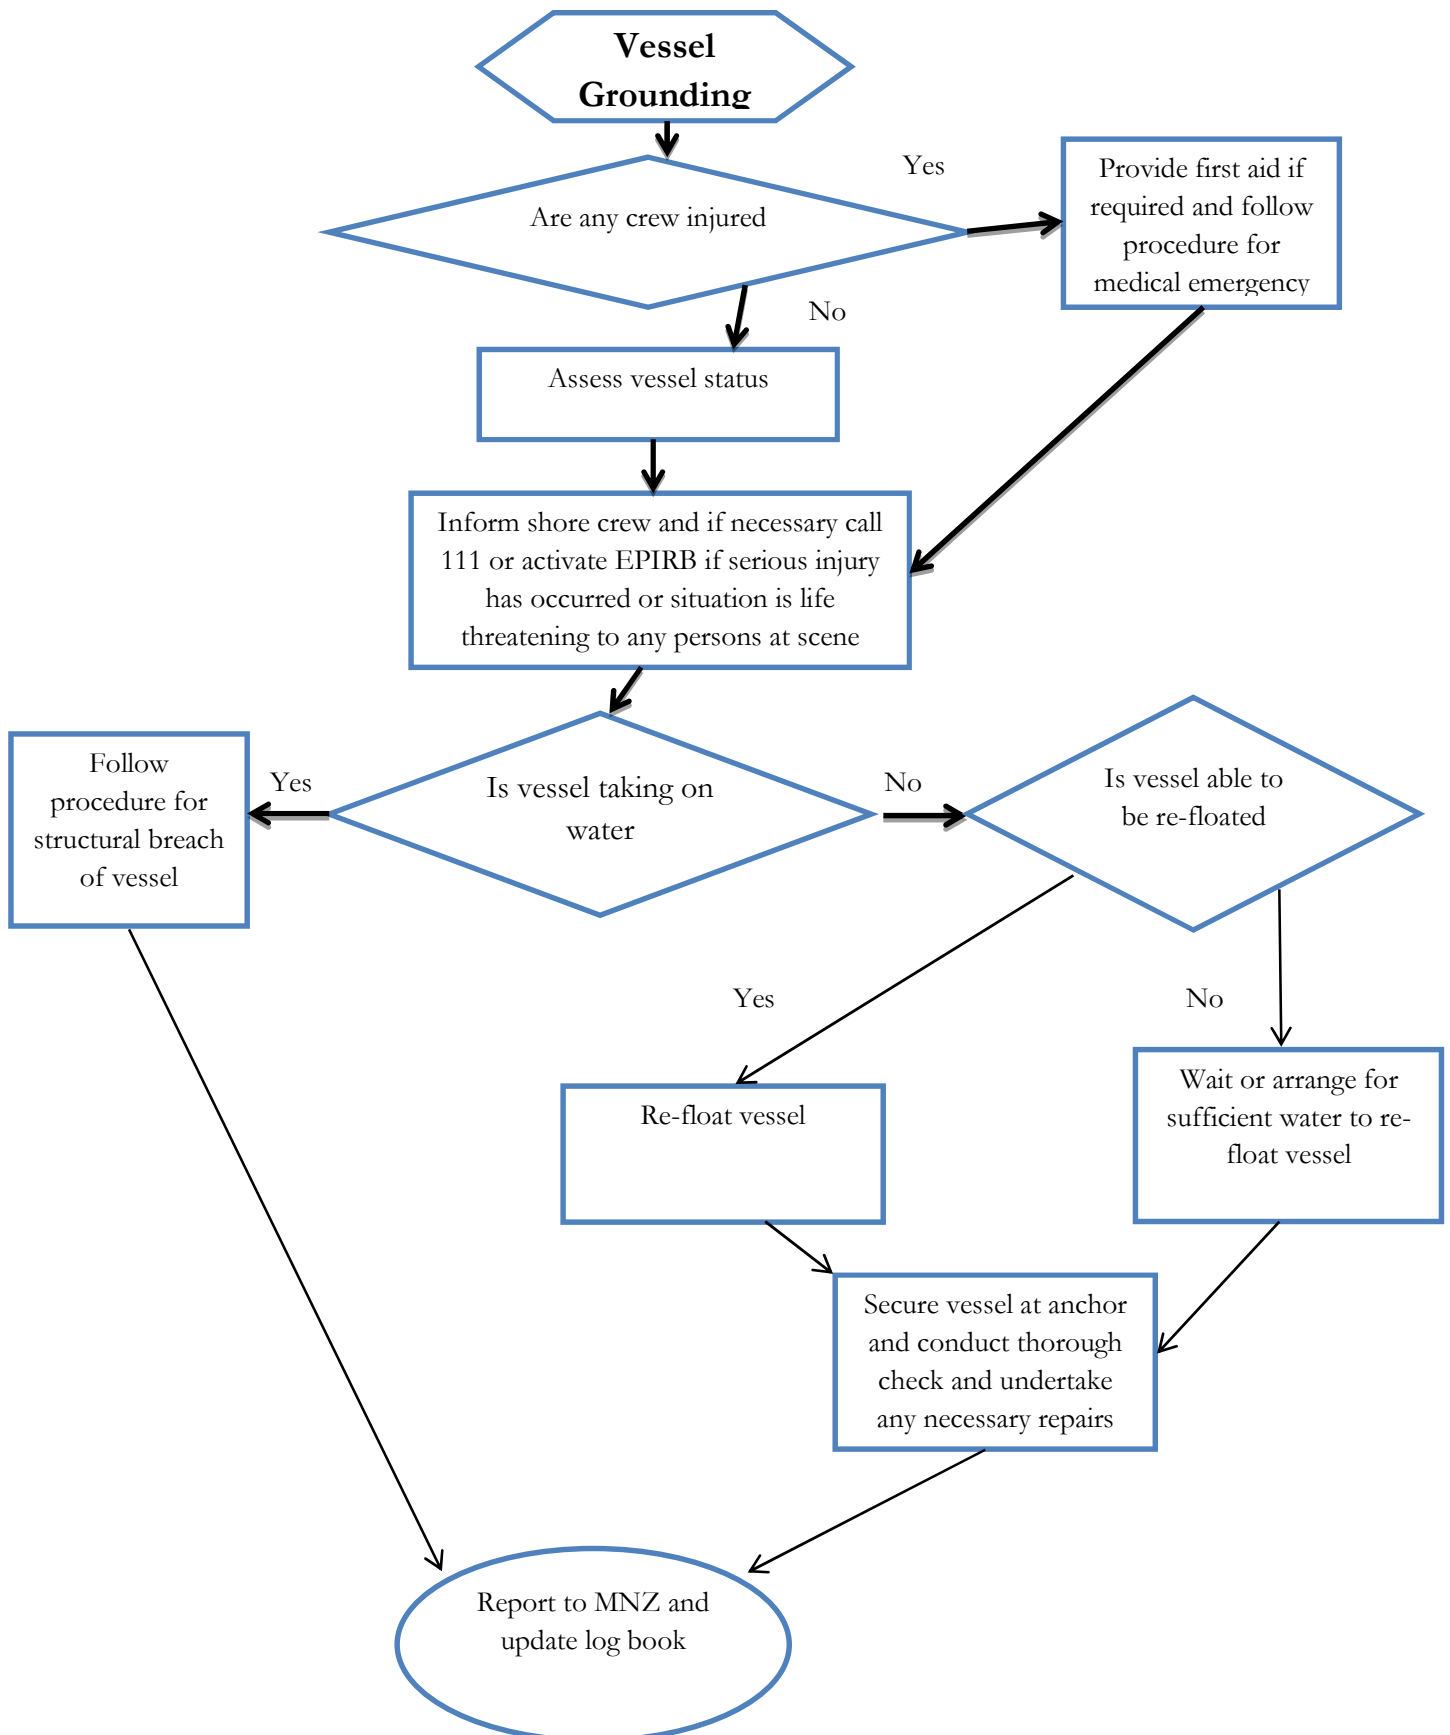 Vessel
Grounding
Yes
Provide first aid if
required and follow
procedure for
medical emergency
Are any crew injured
No
Assess vessel status
Inform shore crew and if necessary call
111 or activate EPIRB if serious injury
has occurred or situation is life
threatening to any persons at scene
Follow
procedure for
structural breach
of vessel
Yes
Is vessel taking on
water
No
Is vessel able to
be re-floated
Yes
No
Re-float vessel
Wait or arrange for
sufficient water to re-
float vessel
Secure vessel at anchor
and conduct thorough
check and undertake
any necessary repairs
Report to MNZ and
update log book